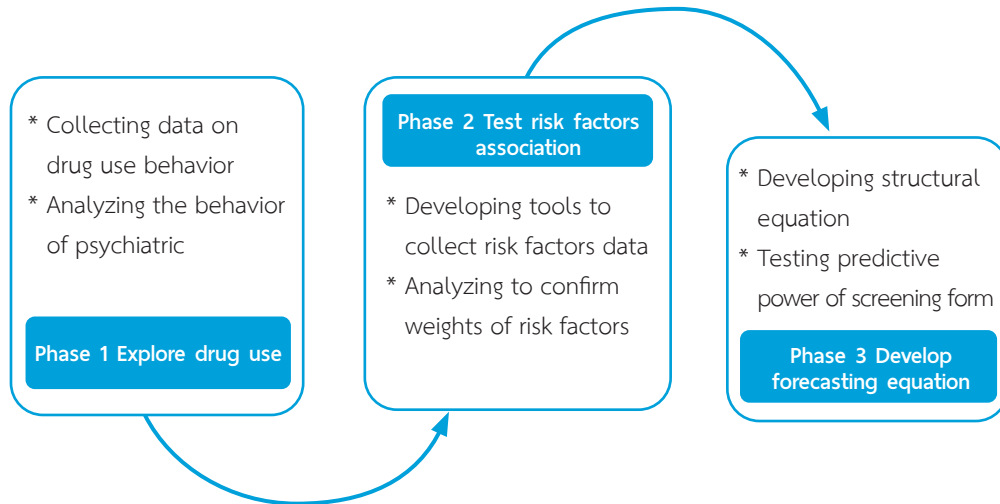 * Collecting data on
drug use behavior
* Analyzing the behavior
of psychiatric
Phase 1 Explore drug use
Phase 2 Test risk factors
association
* Developing tools to
collect risk factors data
* Analyzing to confirm
weights of risk factors
* Developing structural
equation
* Testing predictive
power of screening form
Phase 3 Develop
forecasting equation